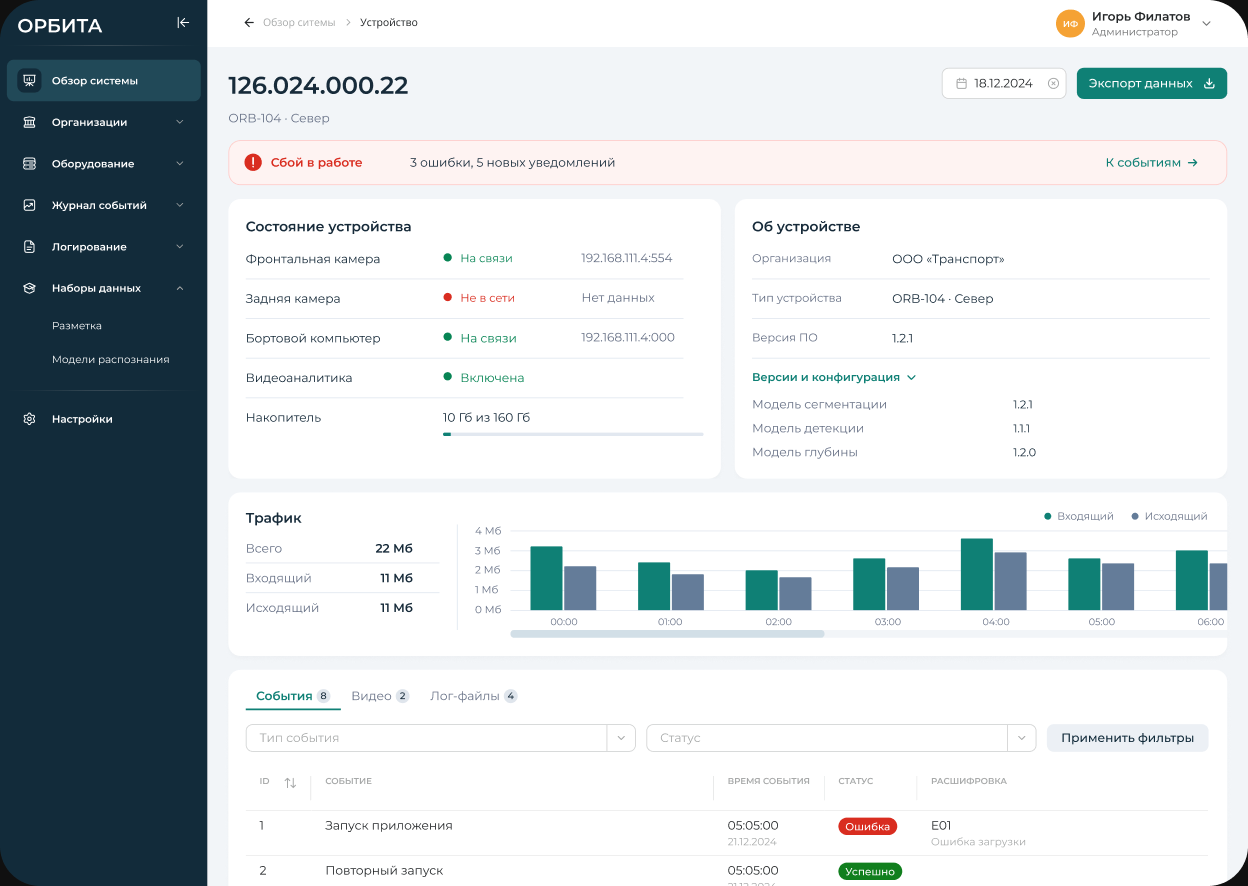 ОРБИТА
Обзор системы
Организации
Оборудование
Журнал событий
Логирование
Наборы данных
Разметка
Модели распознания
Настройки
Обзор ситемы
Устройство
ИФ
Игорь Филатов
Администратор
126.024.000.22
ORB-104 · Север
18.12.2024
Экспорт данных
Сбой в работе
3 ошибки, 5 новых уведомлений
К событиям →
Состояние устройства
Фронтальная камера На связи 192.168.111.4:554
Задняя камера Не в сети Нет данных
Бортовой компьютер На связи 192.168.111.4:000
Видеоаналитика Включена
Накопитель 10 Гб из 160 Гб
Об устройстве
Организация ООО «Транспорт»
Тип устройства ORB-104 · Север
Версия ПО 1.2.1
Версии и конфигурация
Модель сегментации 1.2.1
Модель детекции 1.1.1
Модель глубины 1.2.0
Трафик
Всего 22 Мб
Входящий 11 Мб
Исходящий 11 Мб
Входящий Исходящий
4 Мб
3 Мб
2 Мб
1 Мб
0 Мб
00:00 01:00 02:00 03:00 04:00 05:00 06:00
События 8 Видео 2 Лог-файлы 4
Тип события Статус Применить фильтры
ID СОБЫТИЕ ВРЕМЯ СОБЫТИЯ СТАТУС РАСШИФРОВКА
1 Запуск приложения 05:05:00 Ошибка E01
21.12.2024 Ошибка загрузки
2 Повторный запуск 05:05:00 Успешно
21.12.2024